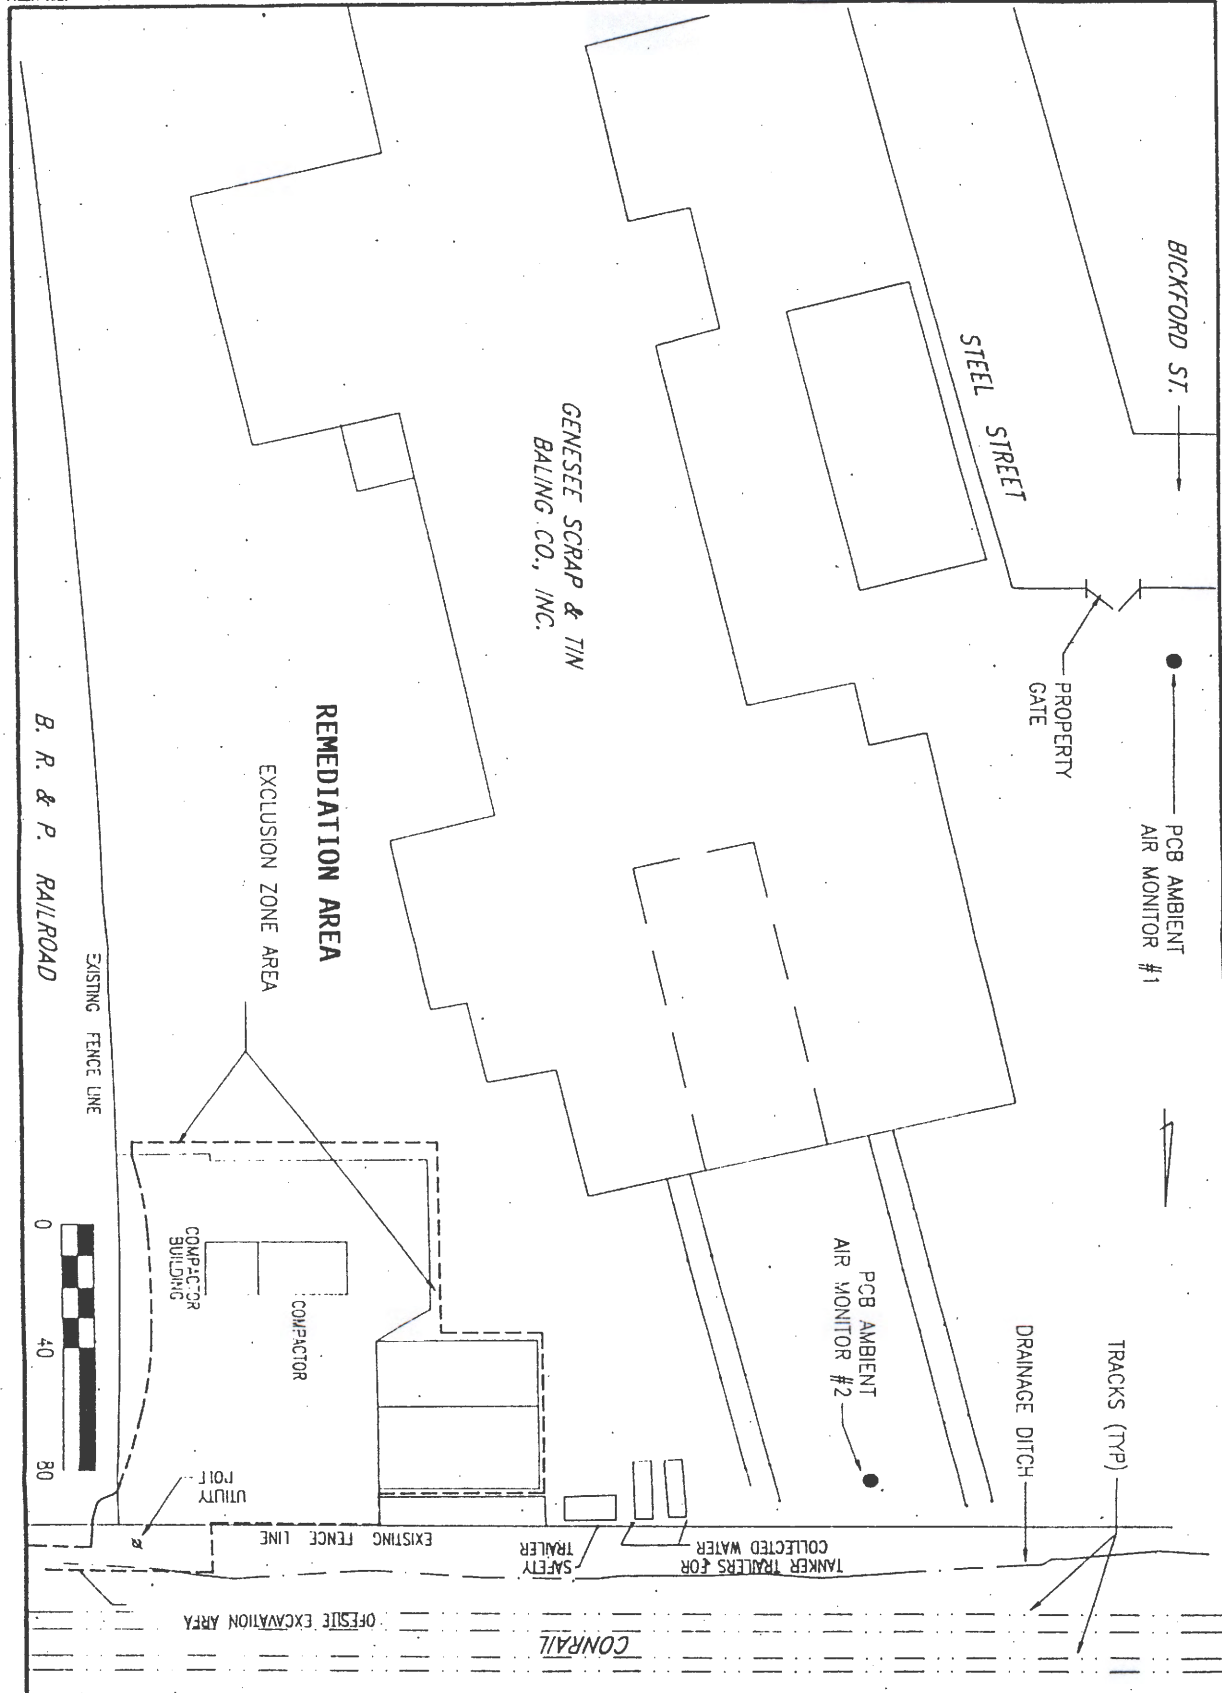 BICKFORD ST.
STEEL STREET
GENESEE SCRAP & TIN
BALING CO., INC.
PROPERTY
GATE
PCB AMBIENT
AIR MONITOR #1
REMEDIATION AREA
EXCLUSION ZONE AREA
B. R. & P. RAILROAD
EXISTING FENCE LINE
COMPACTOR
BUILDING
COMPACTOR
PCB AMBIENT
AIR MONITOR #2
DRAINAGE DITCH
TRACKS (TYP)
0 40 80
UTILITY
POLE
EXISTING FENCE LINE
SAFETY
TRAILER
TANKER TRAILERS FOR
COLLECTED WATER
OFFSITE EXCAVATION AREA
CONRAIL